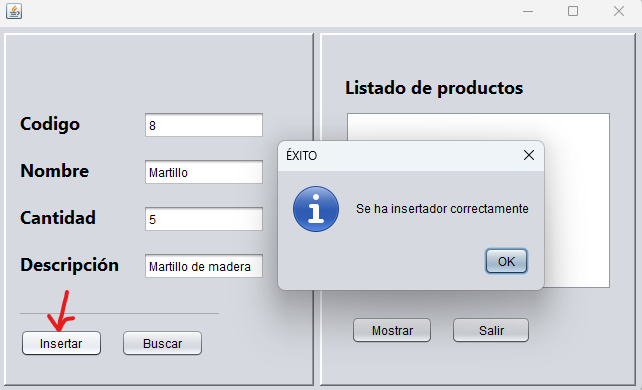 Codigo
8
Nombre
Martillo
Cantidad
5
Descripción
Martillo de madera
Insertar
Buscar
Listado de productos
ÉXITO
Se ha insertador correctamente
OK
Mostrar
Salir